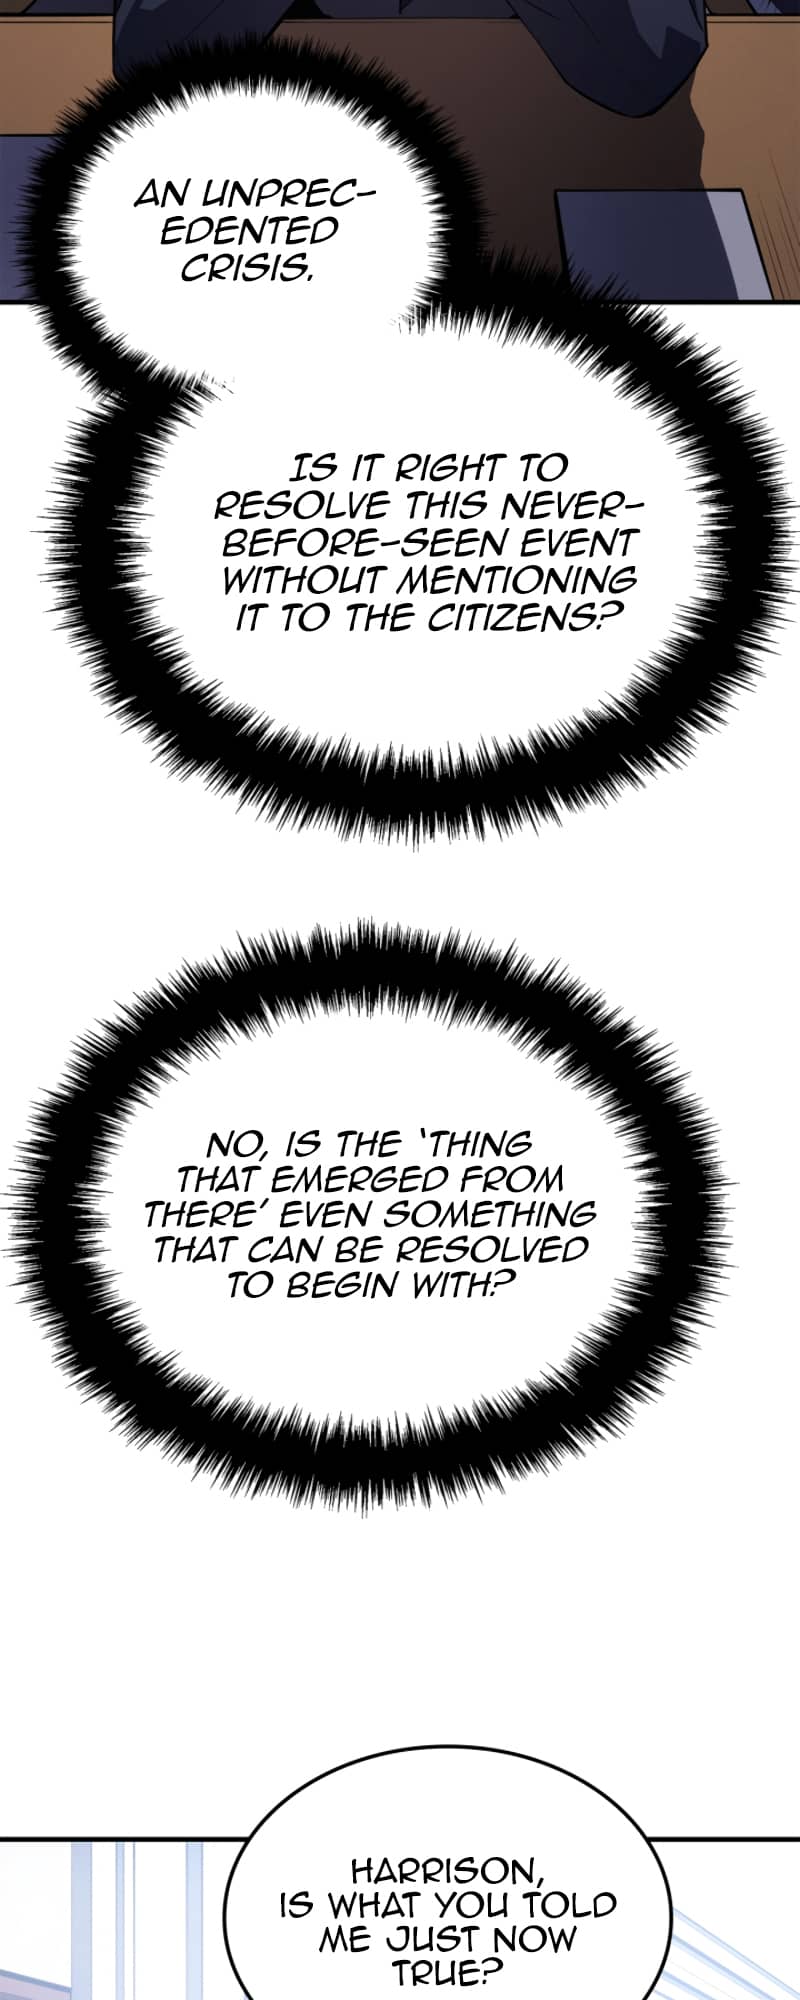 AN UNPREC-
EDENTED
CRISIS.
IS IT RIGHT TO
RESOLVE THIS NEVER-
BEFORE-SEEN EVENT
WITHOUT MENTIONING
IT TO THE CITIZENS?
NO, IS THE 'THING
THAT EMERGED FROM
THERE' EVEN SOMETHING
THAT CAN BE RESOLVED
TO BEGIN WITH?
HARRISON,
IS WHAT YOU TOLD
ME JUST NOW
TRUE?